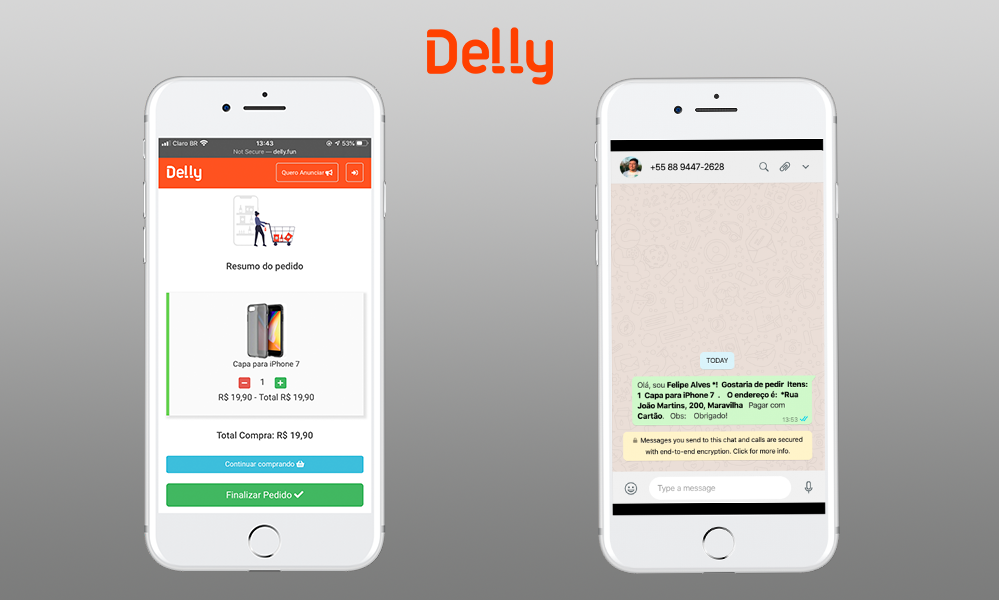 Delly
Claro BR
13:43
53%
Not Secure — delly.fun
Delly
Quero Anunciar
Resumo do pedido
Capa para iPhone 7
1
R$ 19,90 - Total R$ 19,90
Total Compra: R$ 19,90
Continuar comprando
Finalizar Pedido
+55 88 9447-2628
TODAY
Olá, sou Felipe Alves *! Gostaria de pedir Itens:
1 Capa para iPhone 7 . O endereço é: *Rua
João Martins, 200, Maravilha Pagar com
Cartão. Obs: Obrigado!
13:53
Messages you send to this chat and calls are secured
with end-to-end encryption. Click for more info.
Type a message